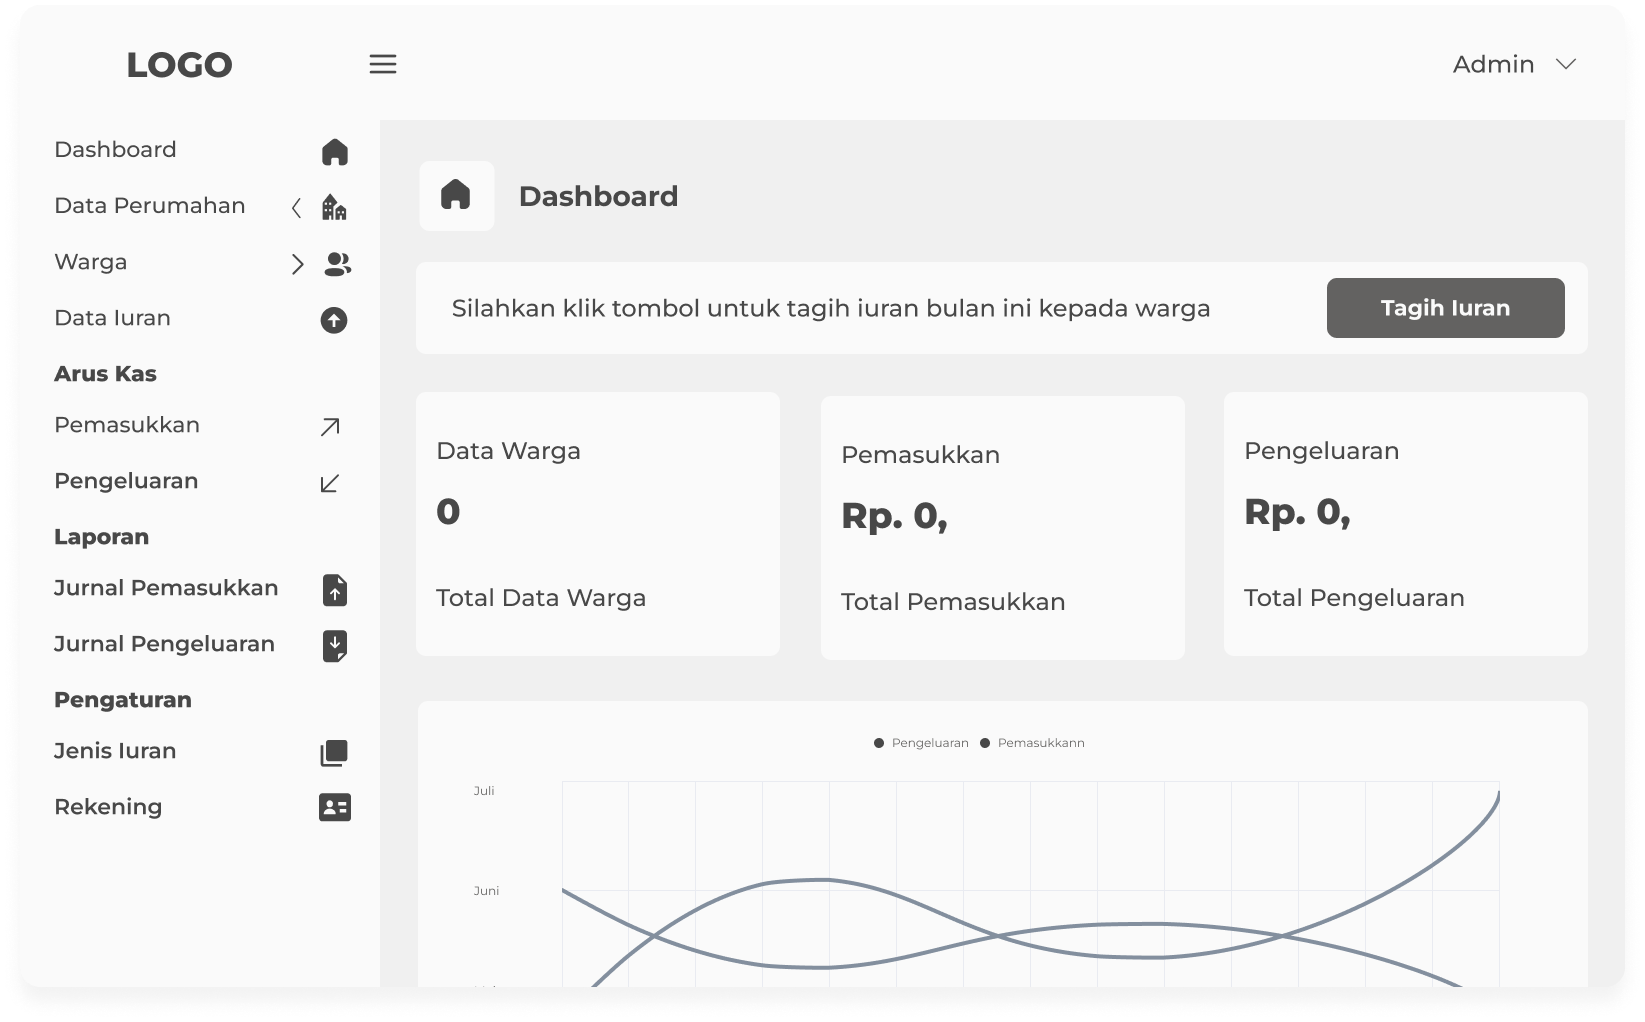 LOGO
Admin
Dashboard
Data Perumahan
Warga
Data Iuran
Arus Kas
Pemasukkan
Pengeluaran
Laporan
Jurnal Pemasukkan
Jurnal Pengeluaran
Pengaturan
Jenis Iuran
Rekening
Dashboard
Silahkan klik tombol untuk tagih iuran bulan ini kepada warga
Tagih Iuran
Data Warga
0
Total Data Warga
Pemasukkan
Rp. 0,
Total Pemasukkan
Pengeluaran
Rp. 0,
Total Pengeluaran
Pengeluaran
Pemasukkann
Juli
Juni